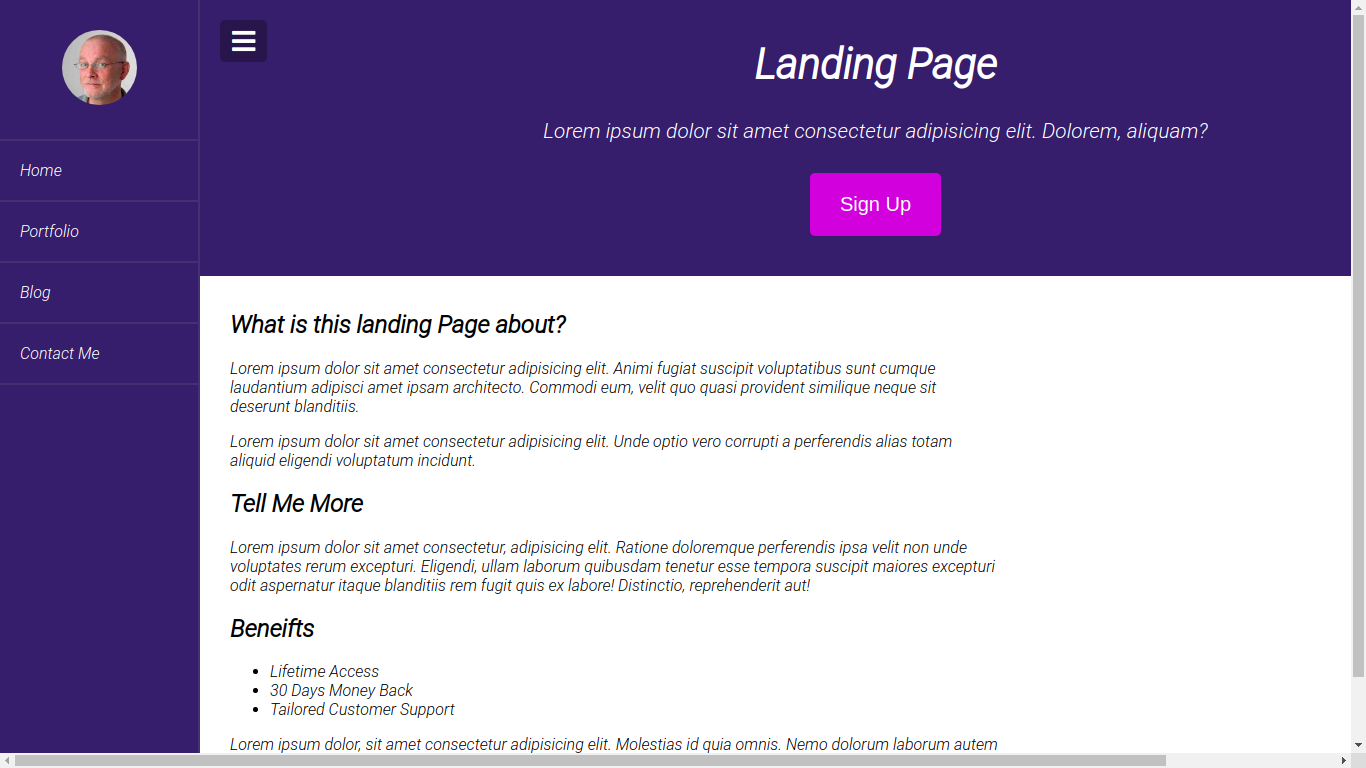 Landing Page
Lorem ipsum dolor sit amet consectetur adipisicing elit. Dolorem, aliquam?
Sign Up
Home
Portfolio
Blog
Contact Me
What is this landing Page about?
Lorem ipsum dolor sit amet consectetur adipisicing elit. Animi fugiat suscipit voluptatibus sunt cumque
laudantium adipisci amet ipsam architecto. Commodi eum, velit quo quasi provident similique neque sit
deserunt blanditiis.
Lorem ipsum dolor sit amet consectetur adipisicing elit. Unde optio vero corrupti a perferendis alias totam
aliquid eligendi voluptatum incidunt.
Tell Me More
Lorem ipsum dolor sit amet consectetur, adipisicing elit. Ratione doloremque perferendis ipsa velit non unde
voluptates rerum excepturi. Eligendi, ullam laborum quibusdam tenetur esse tempora suscipit maiores excepturi
odit aspernatur itaque blanditiis rem fugit quis ex labore! Distinctio, reprehenderit aut!
Beneifts
Lifetime Access
30 Days Money Back
Tailored Customer Support
Lorem ipsum dolor, sit amet consectetur adipisicing elit. Molestias id quia omnis. Nemo dolorum laborum autem